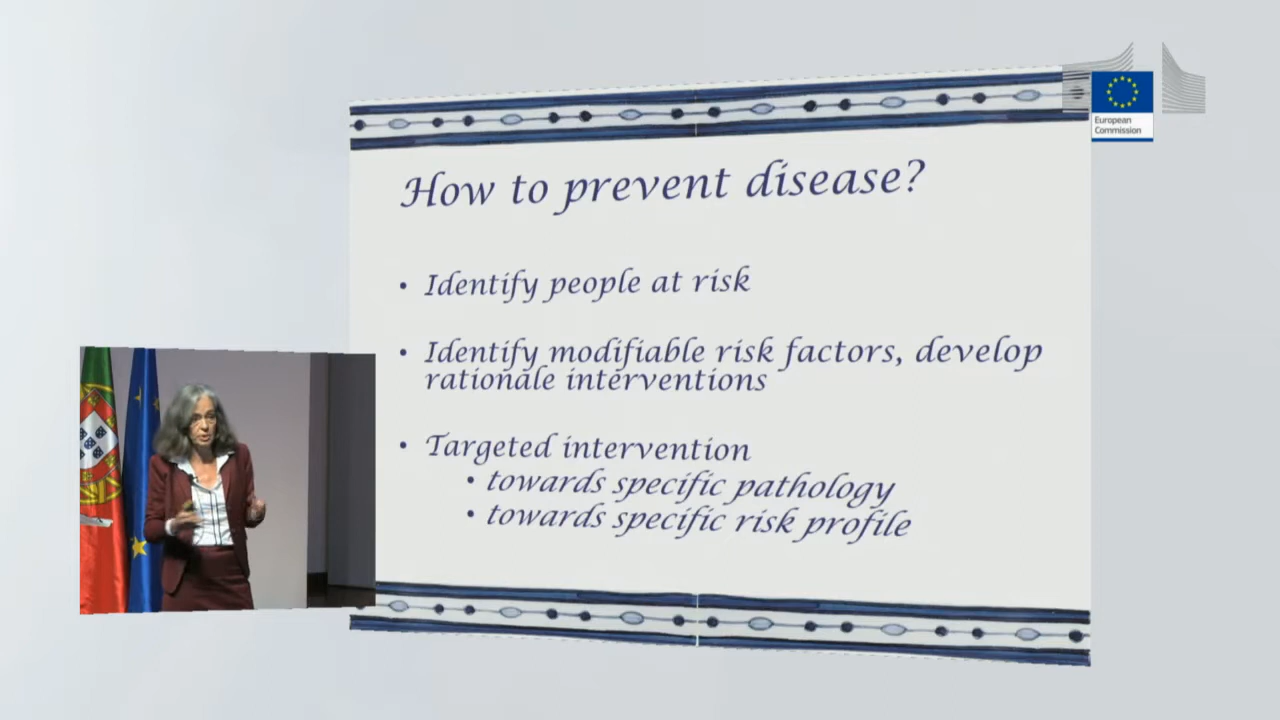 European
Commission
How to prevent disease?
• Identify people at risk
• Identify modifiable risk factors, develop
rationale interventions
• Targeted intervention
• towards specific pathology
• towards specific risk profile